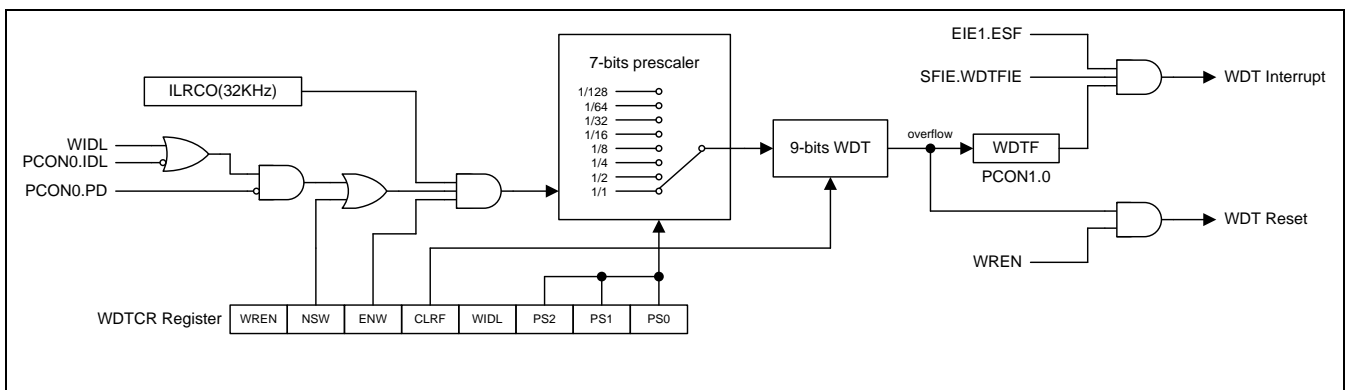 EIE1.ESF
7-bits prescaler
SFIE.WDTFIE
WDT Interrupt
ILRCO(32KHz)
1/128
1/64
1/32
1/16
1/8
1/4
1/2
1/1
WIDL
PCON0.IDL
PCON0.PD
9-bits WDT
overflow
WDTF
PCON1.0
WDT Reset
WREN
WDTCR Register WREN NSW ENW CLRF WIDL PS2 PS1 PS0